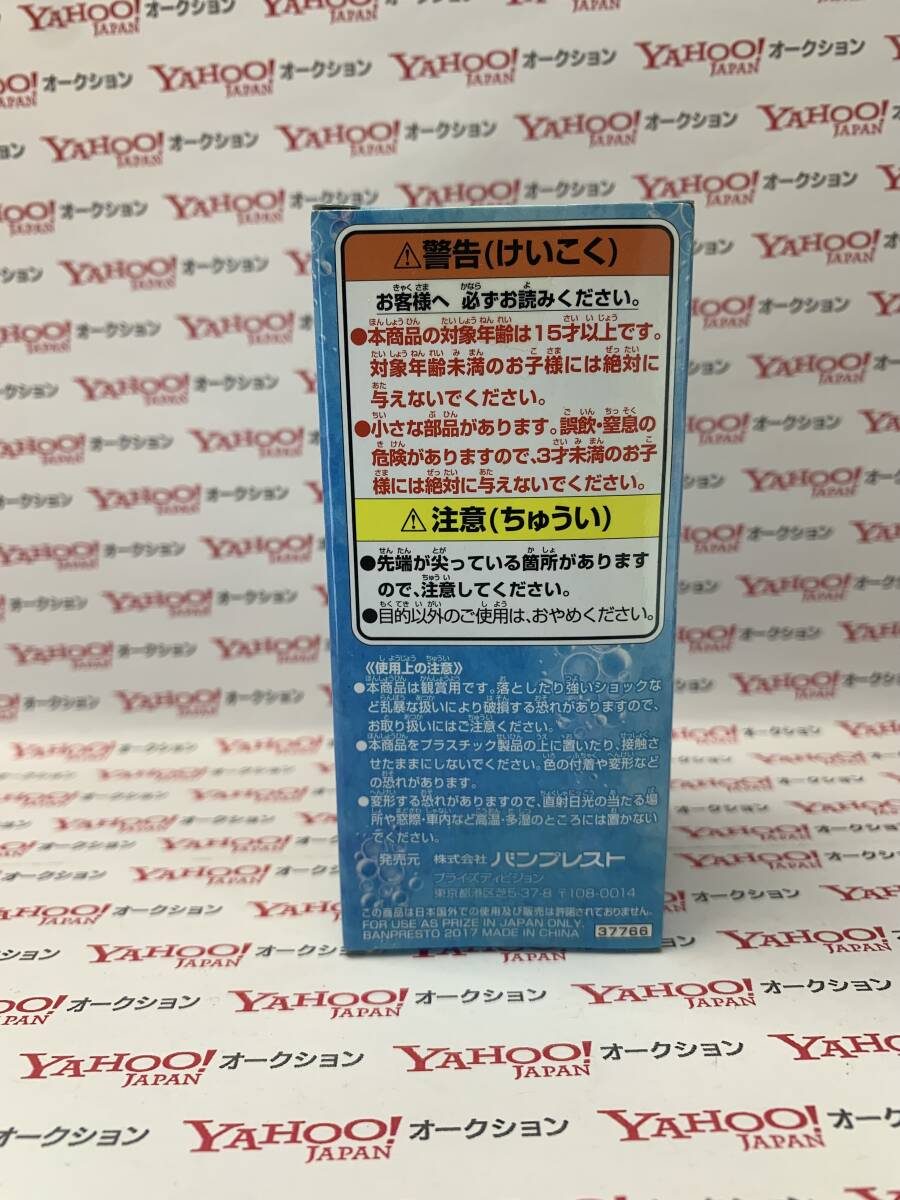 警告(けいこく)
お客様へ 必ずお読みください。
●本商品の対象年齢は15才以上です。
対象年齢未満のお子様には絶対に
与えないでください。
●小さな部品があります。誤飲・窒息の
危険がありますので、3才未満のお子
様には絶対に与えないでください。
注意(ちゅうい)
●先端が尖っている箇所があります
ので、注意してください。
●目的以外のご使用は、おやめください。
《使用上の注意》
●本商品は観賞用です。落としたり強いショックな
ど乱暴な扱いにより破損する恐れがありますので、
お取り扱いにはご注意ください。
●本商品をプラスチック製品の上に置いたり、接触さ
せたままにしないでください。色の付着や変形など
の恐れがあります。
●変形する恐れがありますので、直射日光の当たる場
所や窓際・車内など高温・多湿のところには置かない
でください。
発売元 株式会社 バンプレスト
プライズディビジョン
東京都港区芝5-37-8 〒108-0014
この商品は日本国外での使用及び販売は許諾されておりません。
FOR USE AS PRIZE IN JAPAN ONLY.
BANPRESTO 2017 MADE IN CHINA
37766
YAHOO!
JAPAN
オークション